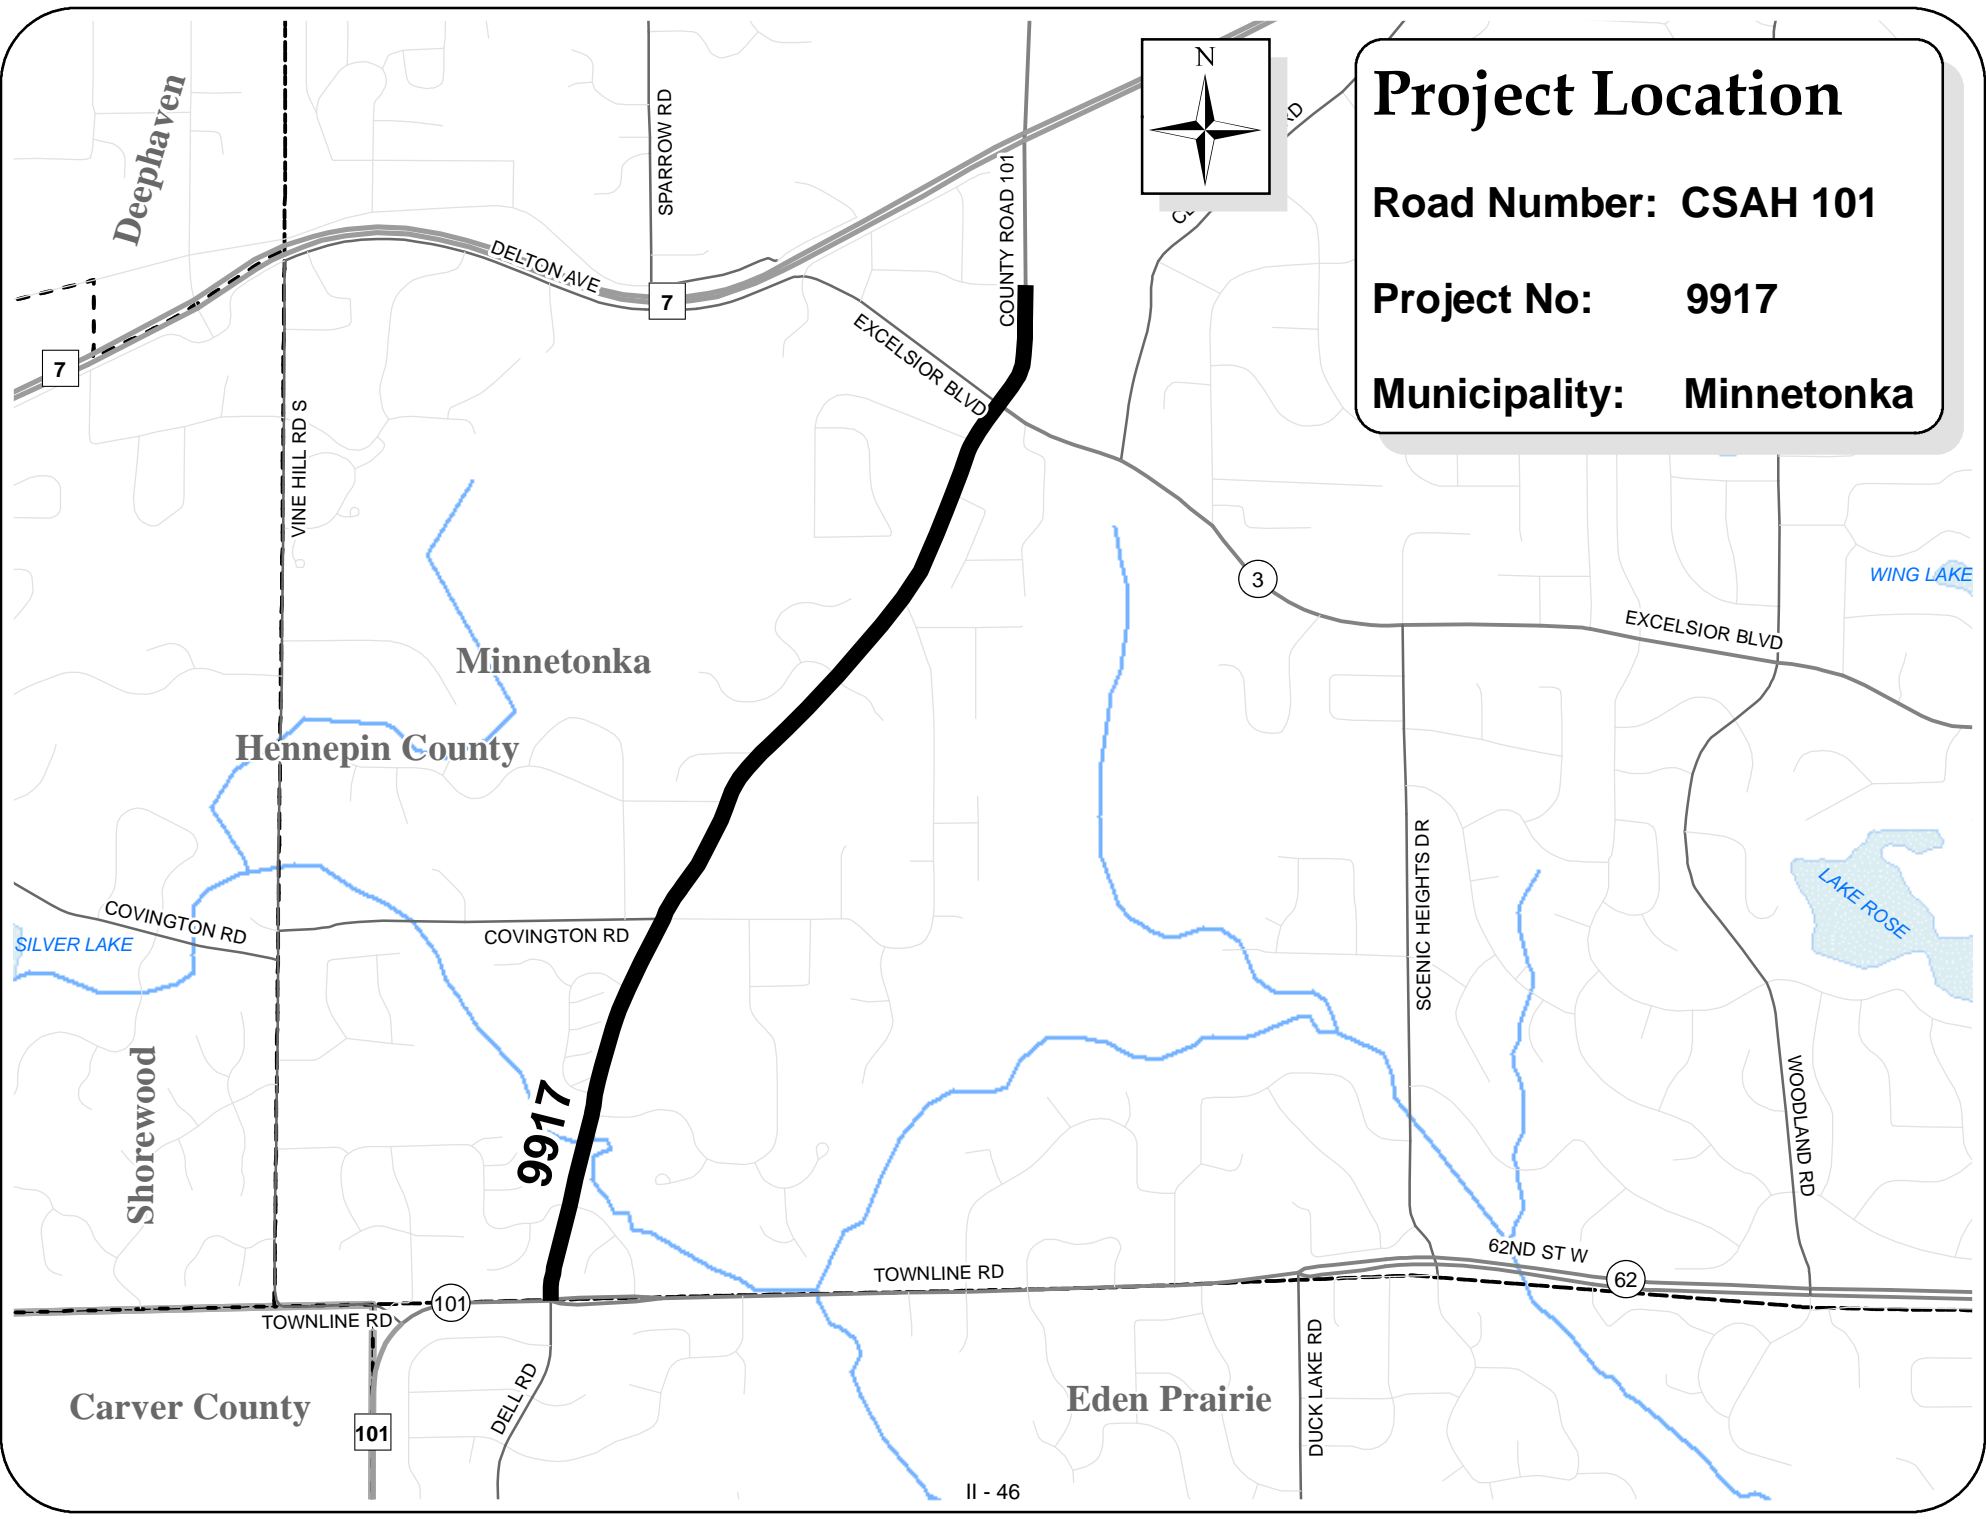 Project Location
Road Number: CSAH 101
Project No: 9917
Municipality: Minnetonka
N
RD
Deephaven
SPARROW RD
COUNTY ROAD 101
DELTON AVE
7
7
EXCELSIOR BLVD
VINE HILL RD S
3
WING LAKE
EXCELSIOR BLVD
Minnetonka
Hennepin County
SCENIC HEIGHTS DR
LAKE ROSE
COVINGTON RD
COVINGTON RD
SILVER LAKE
Shorewood
9917
WOODLAND RD
62ND ST W
62
TOWNLINE RD
101
TOWNLINE RD
DUCK LAKE RD
DELL RD
Carver County
Eden Prairie
101
II - 46